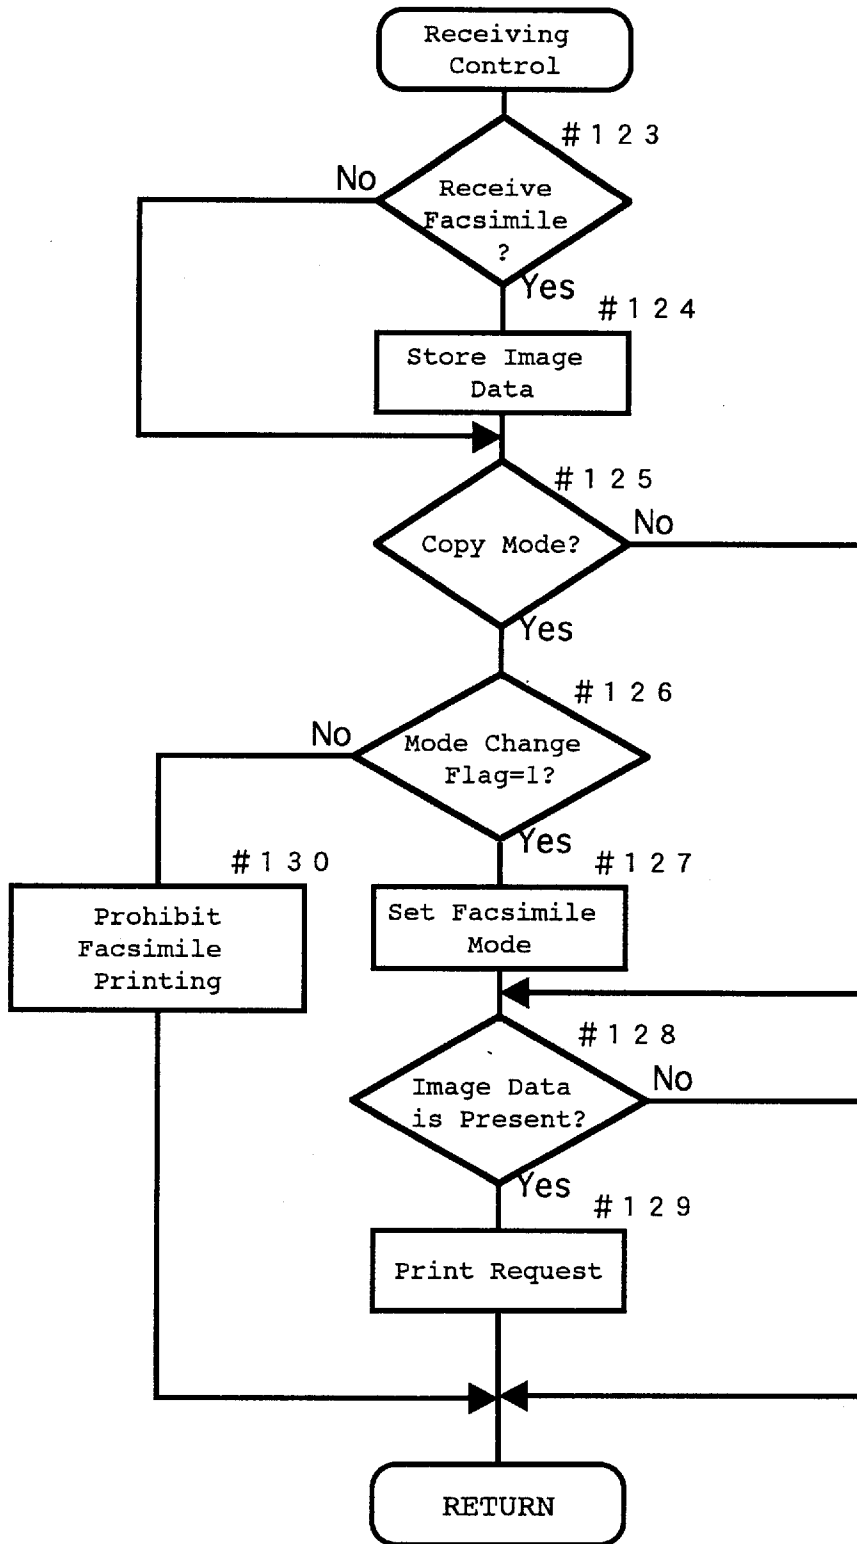 Receiving
Control
#123
No
Receive
Facsimile
?
Yes
#124
Store Image
Data
#125
No
Copy Mode?
Yes
#126
No
Mode Change
Flag=1?
Yes
#130
#127
Prohibit
Facsimile
Printing
Set Facsimile
Mode
#128
No
Image Data
is Present?
Yes
#129
Print Request
RETURN